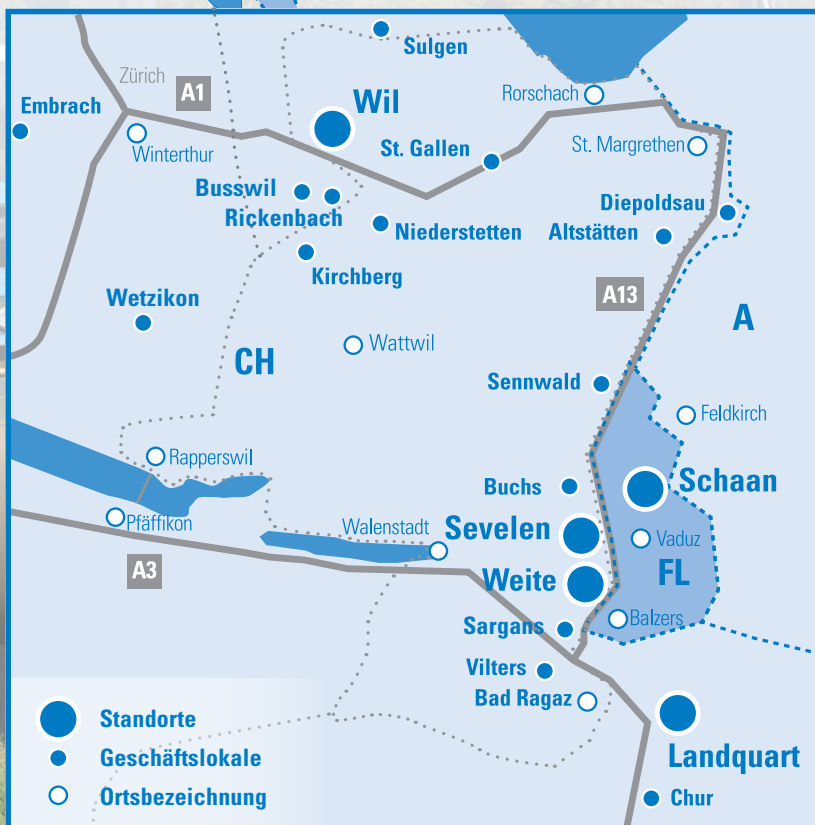 Sulgen
Zürich
A1
Embrach
Wil
Rorschach
Winterthur
St. Gallen
St. Margrethen
Busswil
Rickenbach
Diepoldsau
Niederstetten
Altstätten
Kirchberg
Wetzikon
A13
A
CH
Wattwil
Sennwald
Feldkirch
Rapperswil
Buchs
Schaan
Pfäffikon
Walenstadt
Sevelen
Vaduz
A3
Weite
FL
Balzers
Sargans
Vilters
Bad Ragaz
Standorte
Geschäftslokale
Ortsbezeichnung
Landquart
Chur